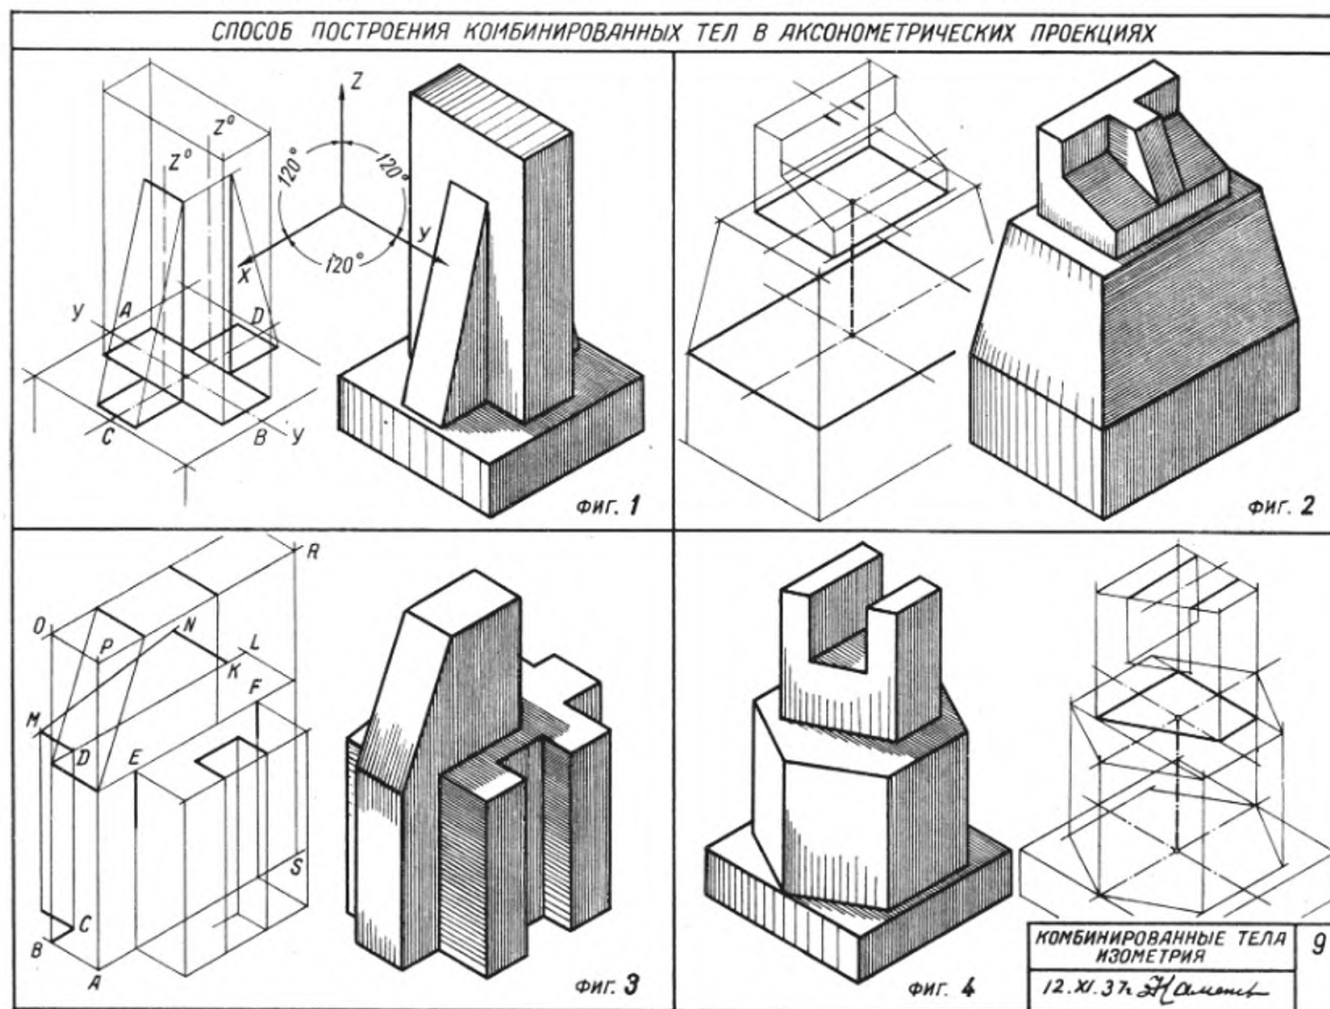 СПОСОБ ПОСТРОЕНИЯ КОМБИНИРОВАННЫХ ТЕЛ В АКСОНОМЕТРИЧЕСКИХ ПРОЕКЦИЯХ
Z° Z°
A D
У
C B У
Z
120° 120°
120°
X У
ФИГ. 1
ФИГ. 2
O P N R
M D E K L F
B C A S
ФИГ. 3
ФИГ. 4
КОМБИНИРОВАННЫЕ ТЕЛА
ИЗОМЕТРИЯ
9
12.XI.37г.